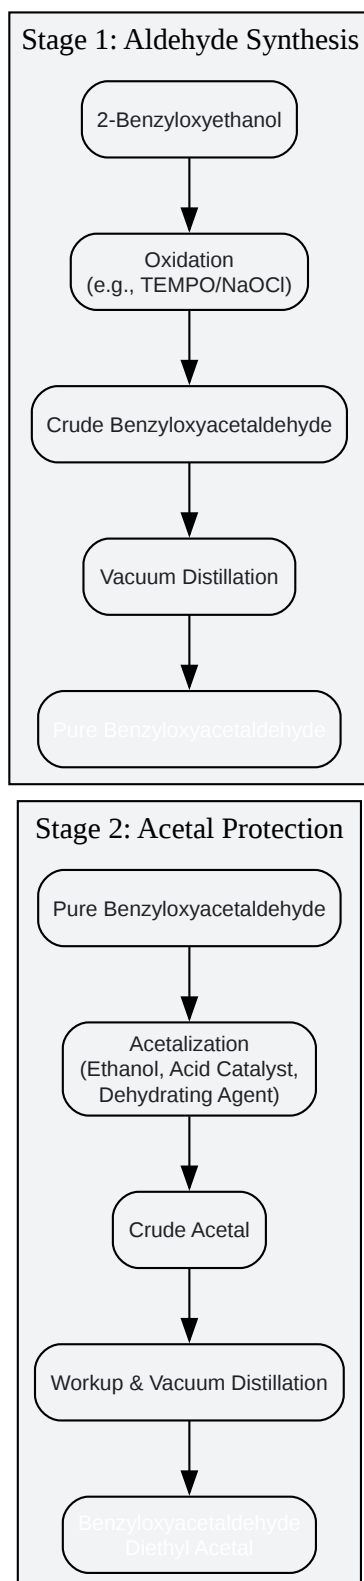 Stage 1: Aldehyde Synthesis
2-Benzyloxyethanol
Oxidation
(e.g., TEMPO/NaOCl)
Crude Benzyloxyacetaldehyde
Vacuum Distillation
Pure Benzyloxyacetaldehyde
Stage 2: Acetal Protection
Pure Benzyloxyacetaldehyde
Acetalization
(Ethanol, Acid Catalyst,
Dehydrating Agent)
Crude Acetal
Workup & Vacuum Distillation
Benzyloxyacetaldehyde
Diethyl Acetal